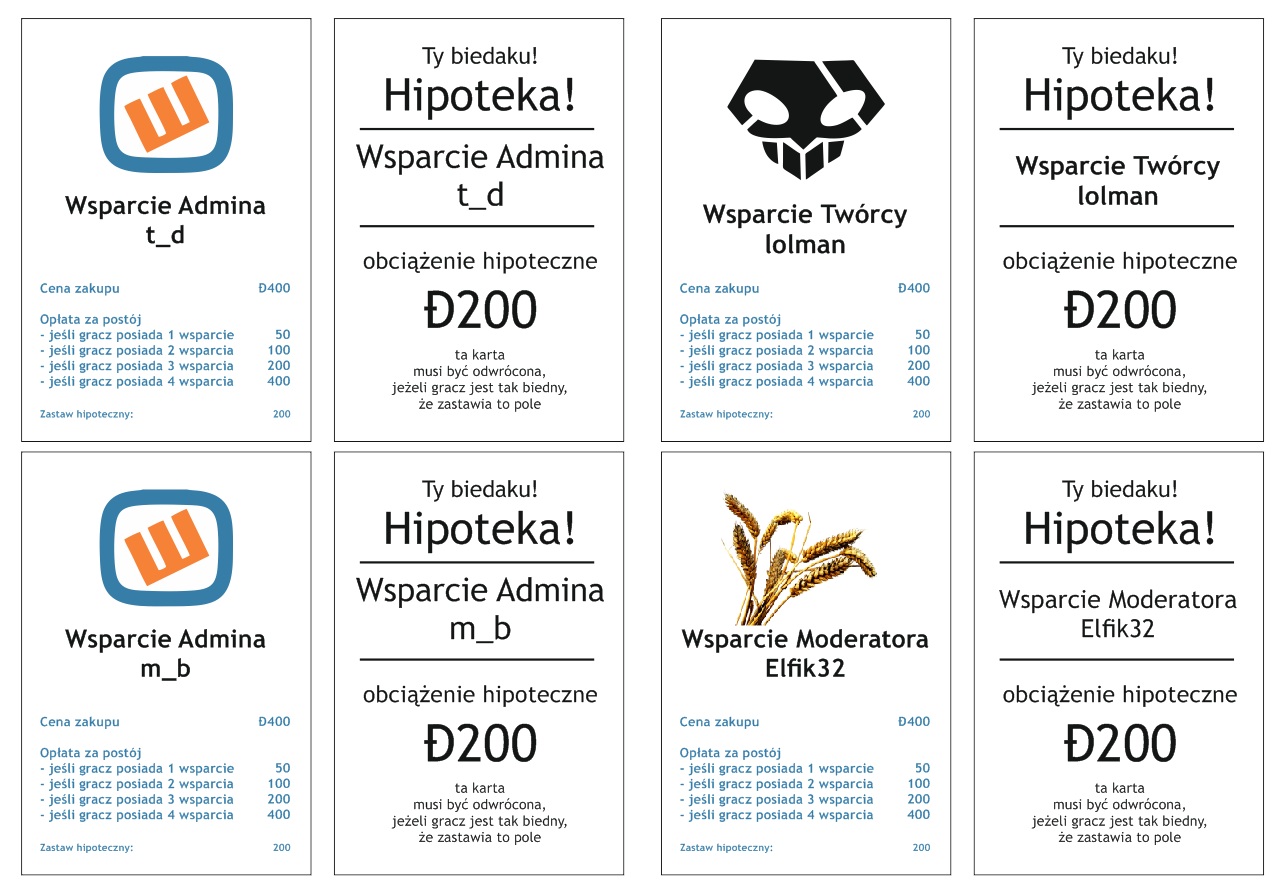 Wsparcie Admina
t_d
Cena zakupu Đ400
Opłata za postój
- jeśli gracz posiada 1 wsparcie 50
- jeśli gracz posiada 2 wsparcia 100
- jeśli gracz posiada 3 wsparcia 200
- jeśli gracz posiada 4 wsparcia 400
Zastaw hipoteczny: 200
Ty biedaku!
Hipoteka!
Wsparcie Admina
t_d
obciążenie hipoteczne
Đ200
ta karta
musi być odwrócona,
jeżeli gracz jest tak biedny,
że zastawia to pole
Wsparcie Twórcy
lolman
Cena zakupu Đ400
Opłata za postój
- jeśli gracz posiada 1 wsparcie 50
- jeśli gracz posiada 2 wsparcia 100
- jeśli gracz posiada 3 wsparcia 200
- jeśli gracz posiada 4 wsparcia 400
Zastaw hipoteczny: 200
Ty biedaku!
Hipoteka!
Wsparcie Twórcy
lolman
obciążenie hipoteczne
Đ200
ta karta
musi być odwrócona,
jeżeli gracz jest tak biedny,
że zastawia to pole
Wsparcie Admina
m_b
Cena zakupu Đ400
Opłata za postój
- jeśli gracz posiada 1 wsparcie 50
- jeśli gracz posiada 2 wsparcia 100
- jeśli gracz posiada 3 wsparcia 200
- jeśli gracz posiada 4 wsparcia 400
Zastaw hipoteczny: 200
Ty biedaku!
Hipoteka!
Wsparcie Admina
m_b
obciążenie hipoteczne
Đ200
ta karta
musi być odwrócona,
jeżeli gracz jest tak biedny,
że zastawia to pole
Wsparcie Moderatora
Elfik32
Cena zakupu Đ400
Opłata za postój
- jeśli gracz posiada 1 wsparcie 50
- jeśli gracz posiada 2 wsparcia 100
- jeśli gracz posiada 3 wsparcia 200
- jeśli gracz posiada 4 wsparcia 400
Zastaw hipoteczny: 200
Ty biedaku!
Hipoteka!
Wsparcie Moderatora
Elfik32
obciążenie hipoteczne
Đ200
ta karta
musi być odwrócona,
jeżeli gracz jest tak biedny,
że zastawia to pole